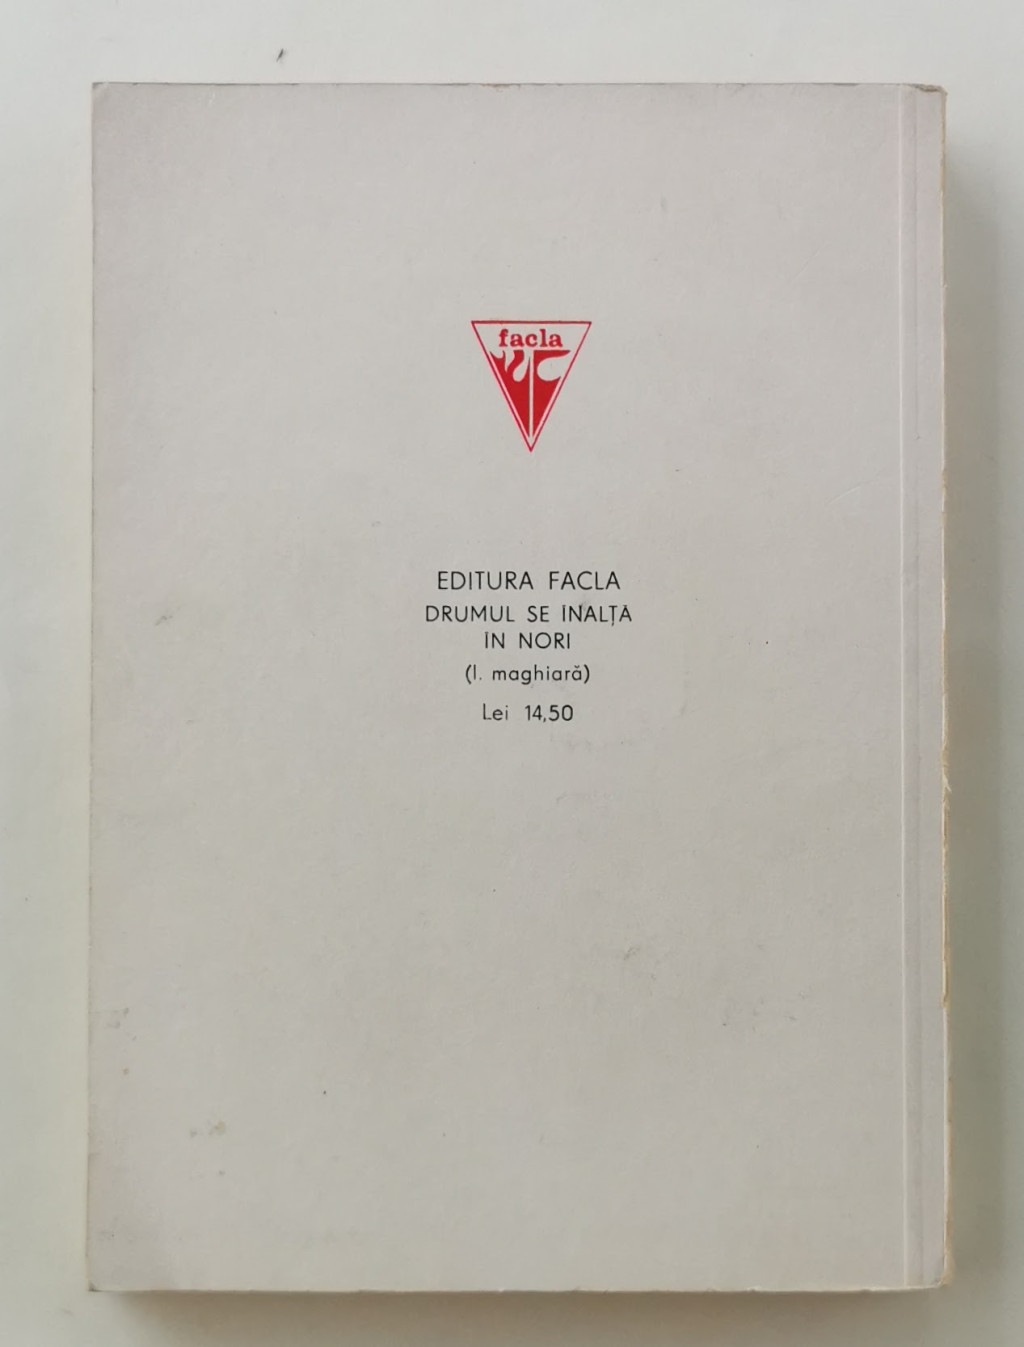 facla
EDITURA FACLA
DRUMUL SE ÎNALȚĂ
ÎN NORI
(l. maghiară)
Lei 14,50